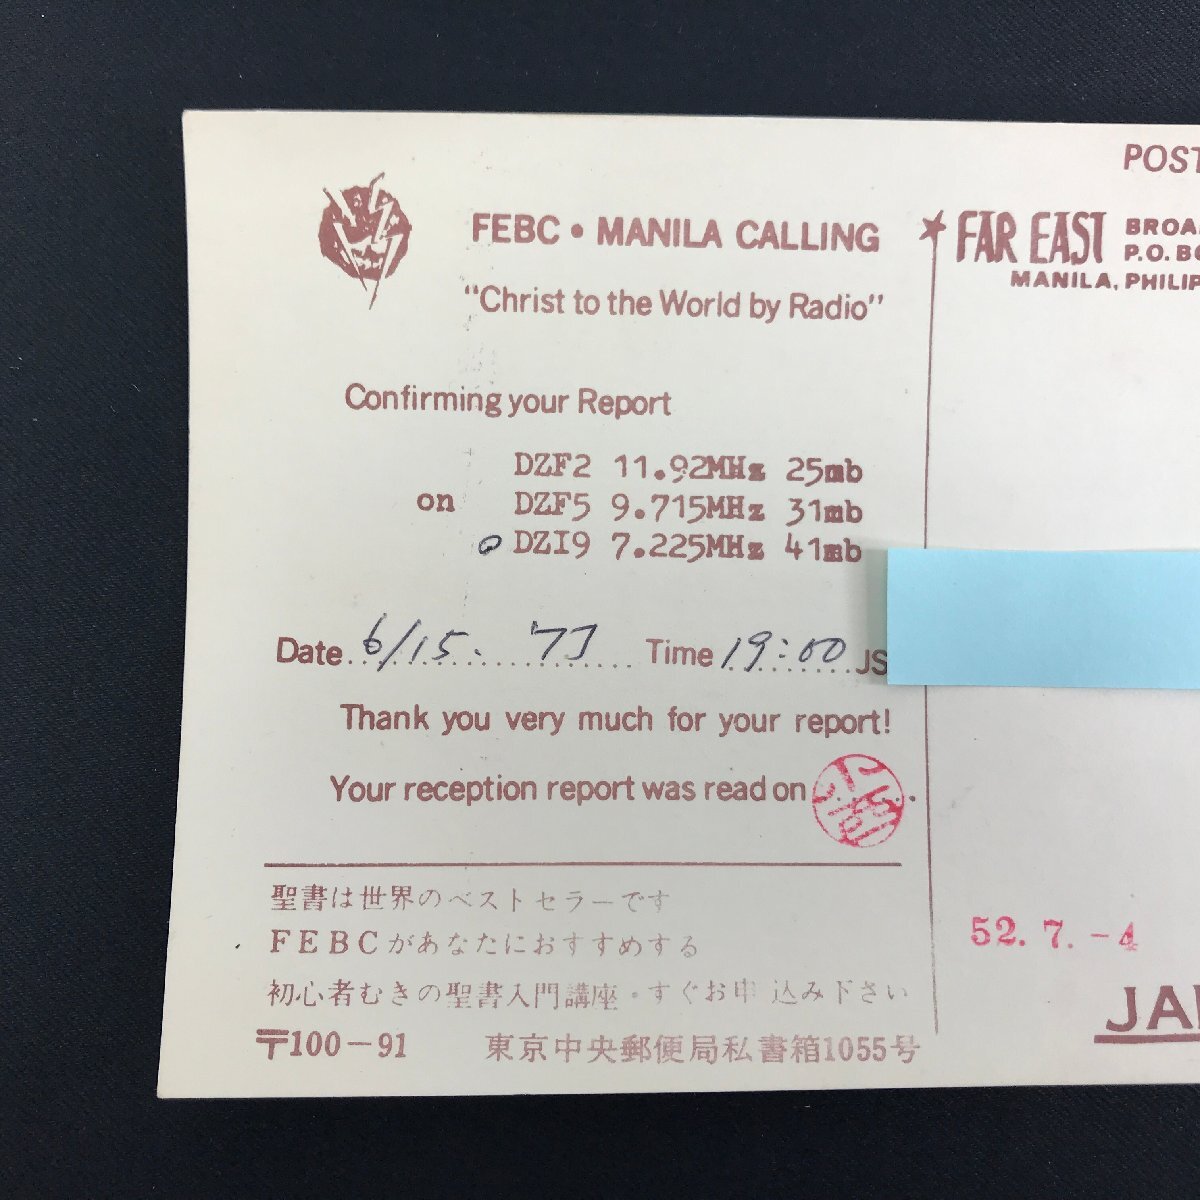 FEBC • MANILA CALLING
"Christ to the World by Radio"
Confirming your Report
DZF2 11.92MHz 25mb
on DZF5 9.715MHz 31mb
DZI9 7.225MHz 41mb
Date 6/15. '77 Time 19:00 JS
Thank you very much for your report!
Your reception report was read on
聖書は世界のベストセラーです
FEBCがあなたにおすすめする
初心者むきの聖書入門講座・すぐお申込み下さい
〒100-91 東京中央郵便局私書箱1055号
POST
FAR EAST BROA
P.O. BO
MANILA, PHILIP
52. 7. -4
JA